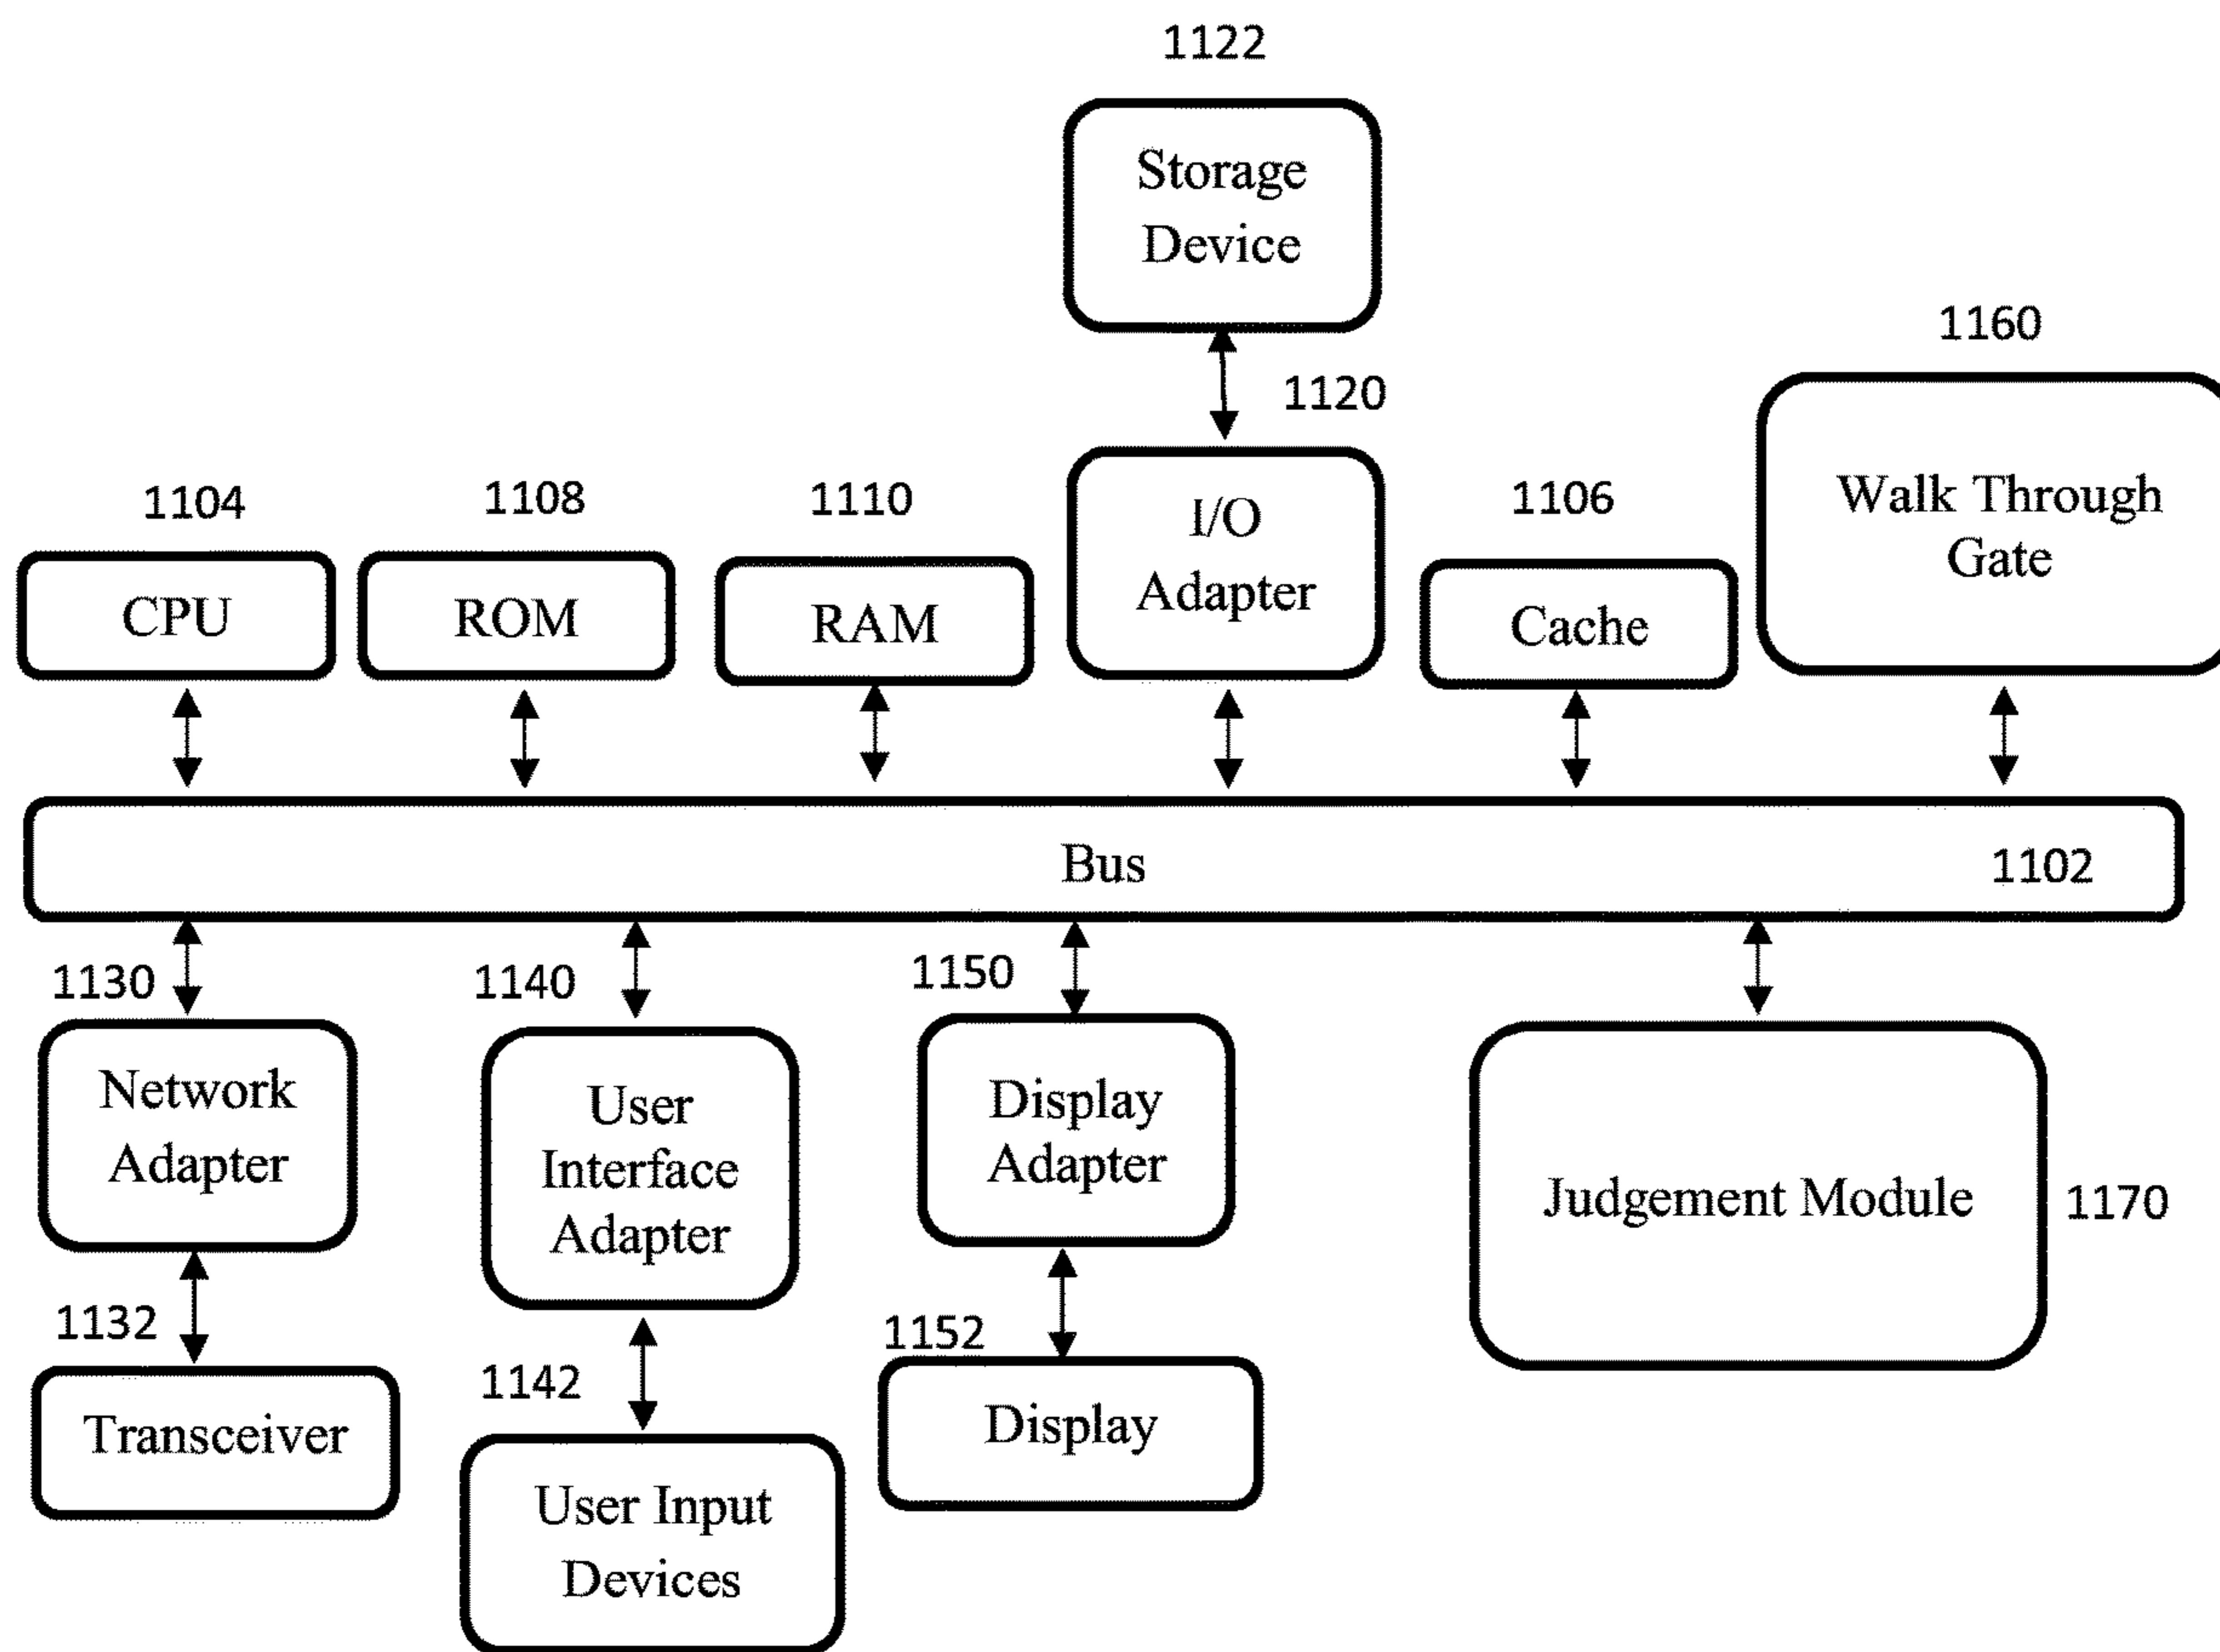 1122
Storage
Device
1160
1120
1104
1108
1110
I/O
Adapter
1106
Walk Through
Gate
CPU
ROM
RAM
Cache
Bus
1102
1130
1140
1150
Network
Adapter
User
Interface
Adapter
Display
Adapter
Judgement Module
1170
1132
1142
1152
Transceiver
User Input
Devices
Display